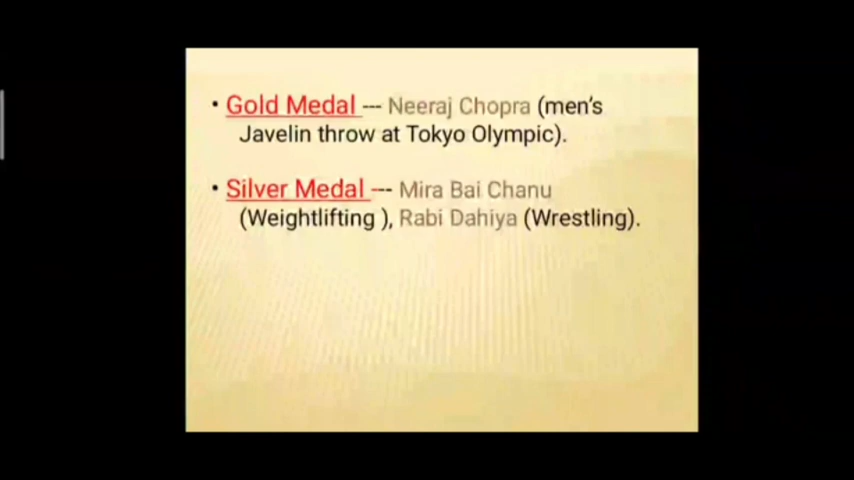 • Gold Medal --- Neeraj Chopra (men's
Javelin throw at Tokyo Olympic).
• Silver Medal --- Mira Bai Chanu
(Weightlifting ), Rabi Dahiya (Wrestling).